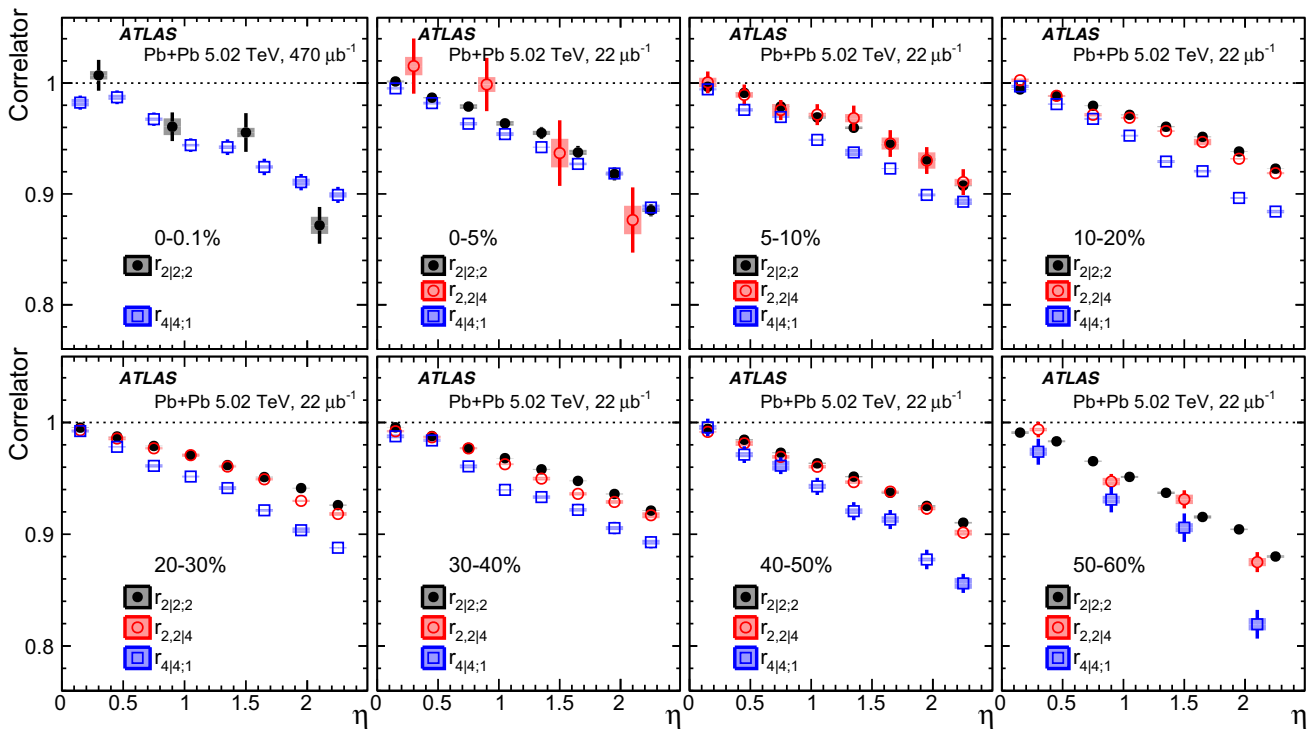 Correlator
1
0.9
0.8
ATLAS
Pb+Pb 5.02 TeV, 470 μb⁻¹
0-0.1%
r₂|₂;₂
r₄|₄;₁
ATLAS
Pb+Pb 5.02 TeV, 22 μb⁻¹
0-5%
r₂|₂;₂
r₂,₂|₄
r₄|₄;₁
ATLAS
Pb+Pb 5.02 TeV, 22 μb⁻¹
5-10%
r₂|₂;₂
r₂,₂|₄
r₄|₄;₁
ATLAS
Pb+Pb 5.02 TeV, 22 μb⁻¹
10-20%
r₂|₂;₂
r₂,₂|₄
r₄|₄;₁
Correlator
1
0.9
0.8
ATLAS
Pb+Pb 5.02 TeV, 22 μb⁻¹
20-30%
r₂|₂;₂
r₂,₂|₄
r₄|₄;₁
0 0.5 1 1.5 2 η
ATLAS
Pb+Pb 5.02 TeV, 22 μb⁻¹
30-40%
r₂|₂;₂
r₂,₂|₄
r₄|₄;₁
0 0.5 1 1.5 2 η
ATLAS
Pb+Pb 5.02 TeV, 22 μb⁻¹
40-50%
r₂|₂;₂
r₂,₂|₄
r₄|₄;₁
0 0.5 1 1.5 2 η
ATLAS
Pb+Pb 5.02 TeV, 22 μb⁻¹
50-60%
r₂|₂;₂
r₂,₂|₄
r₄|₄;₁
0 0.5 1 1.5 2 η